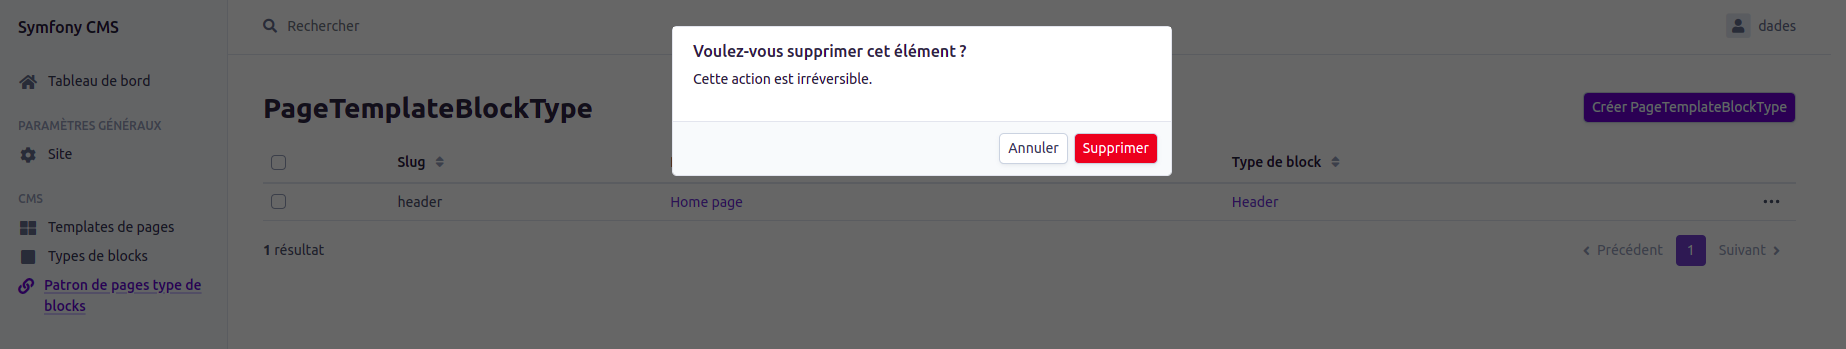 Symfony CMS
Rechercher
dades
Voulez-vous supprimer cet élément ?
Cette action est irréversible.
Annuler
Supprimer
Tableau de bord
PARAMÈTRES GÉNÉRAUX
Site
CMS
Templates de pages
Types de blocks
Patron de pages type de
blocks
PageTemplateBlockType
Créer PageTemplateBlockType
Slug
Type de block
header
Home page
Header
1 résultat
Précédent
1
Suivant